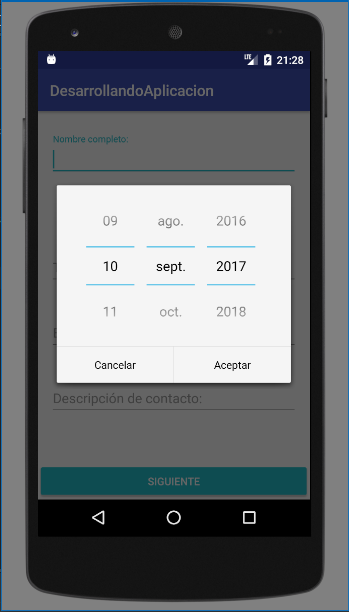 LTE 21:28
DesarrollandoAplicacion
Nombre completo:
09 ago. 2016
10 sept. 2017
11 oct. 2018
Cancelar Aceptar
Descripción de contacto:
SIGUIENTE